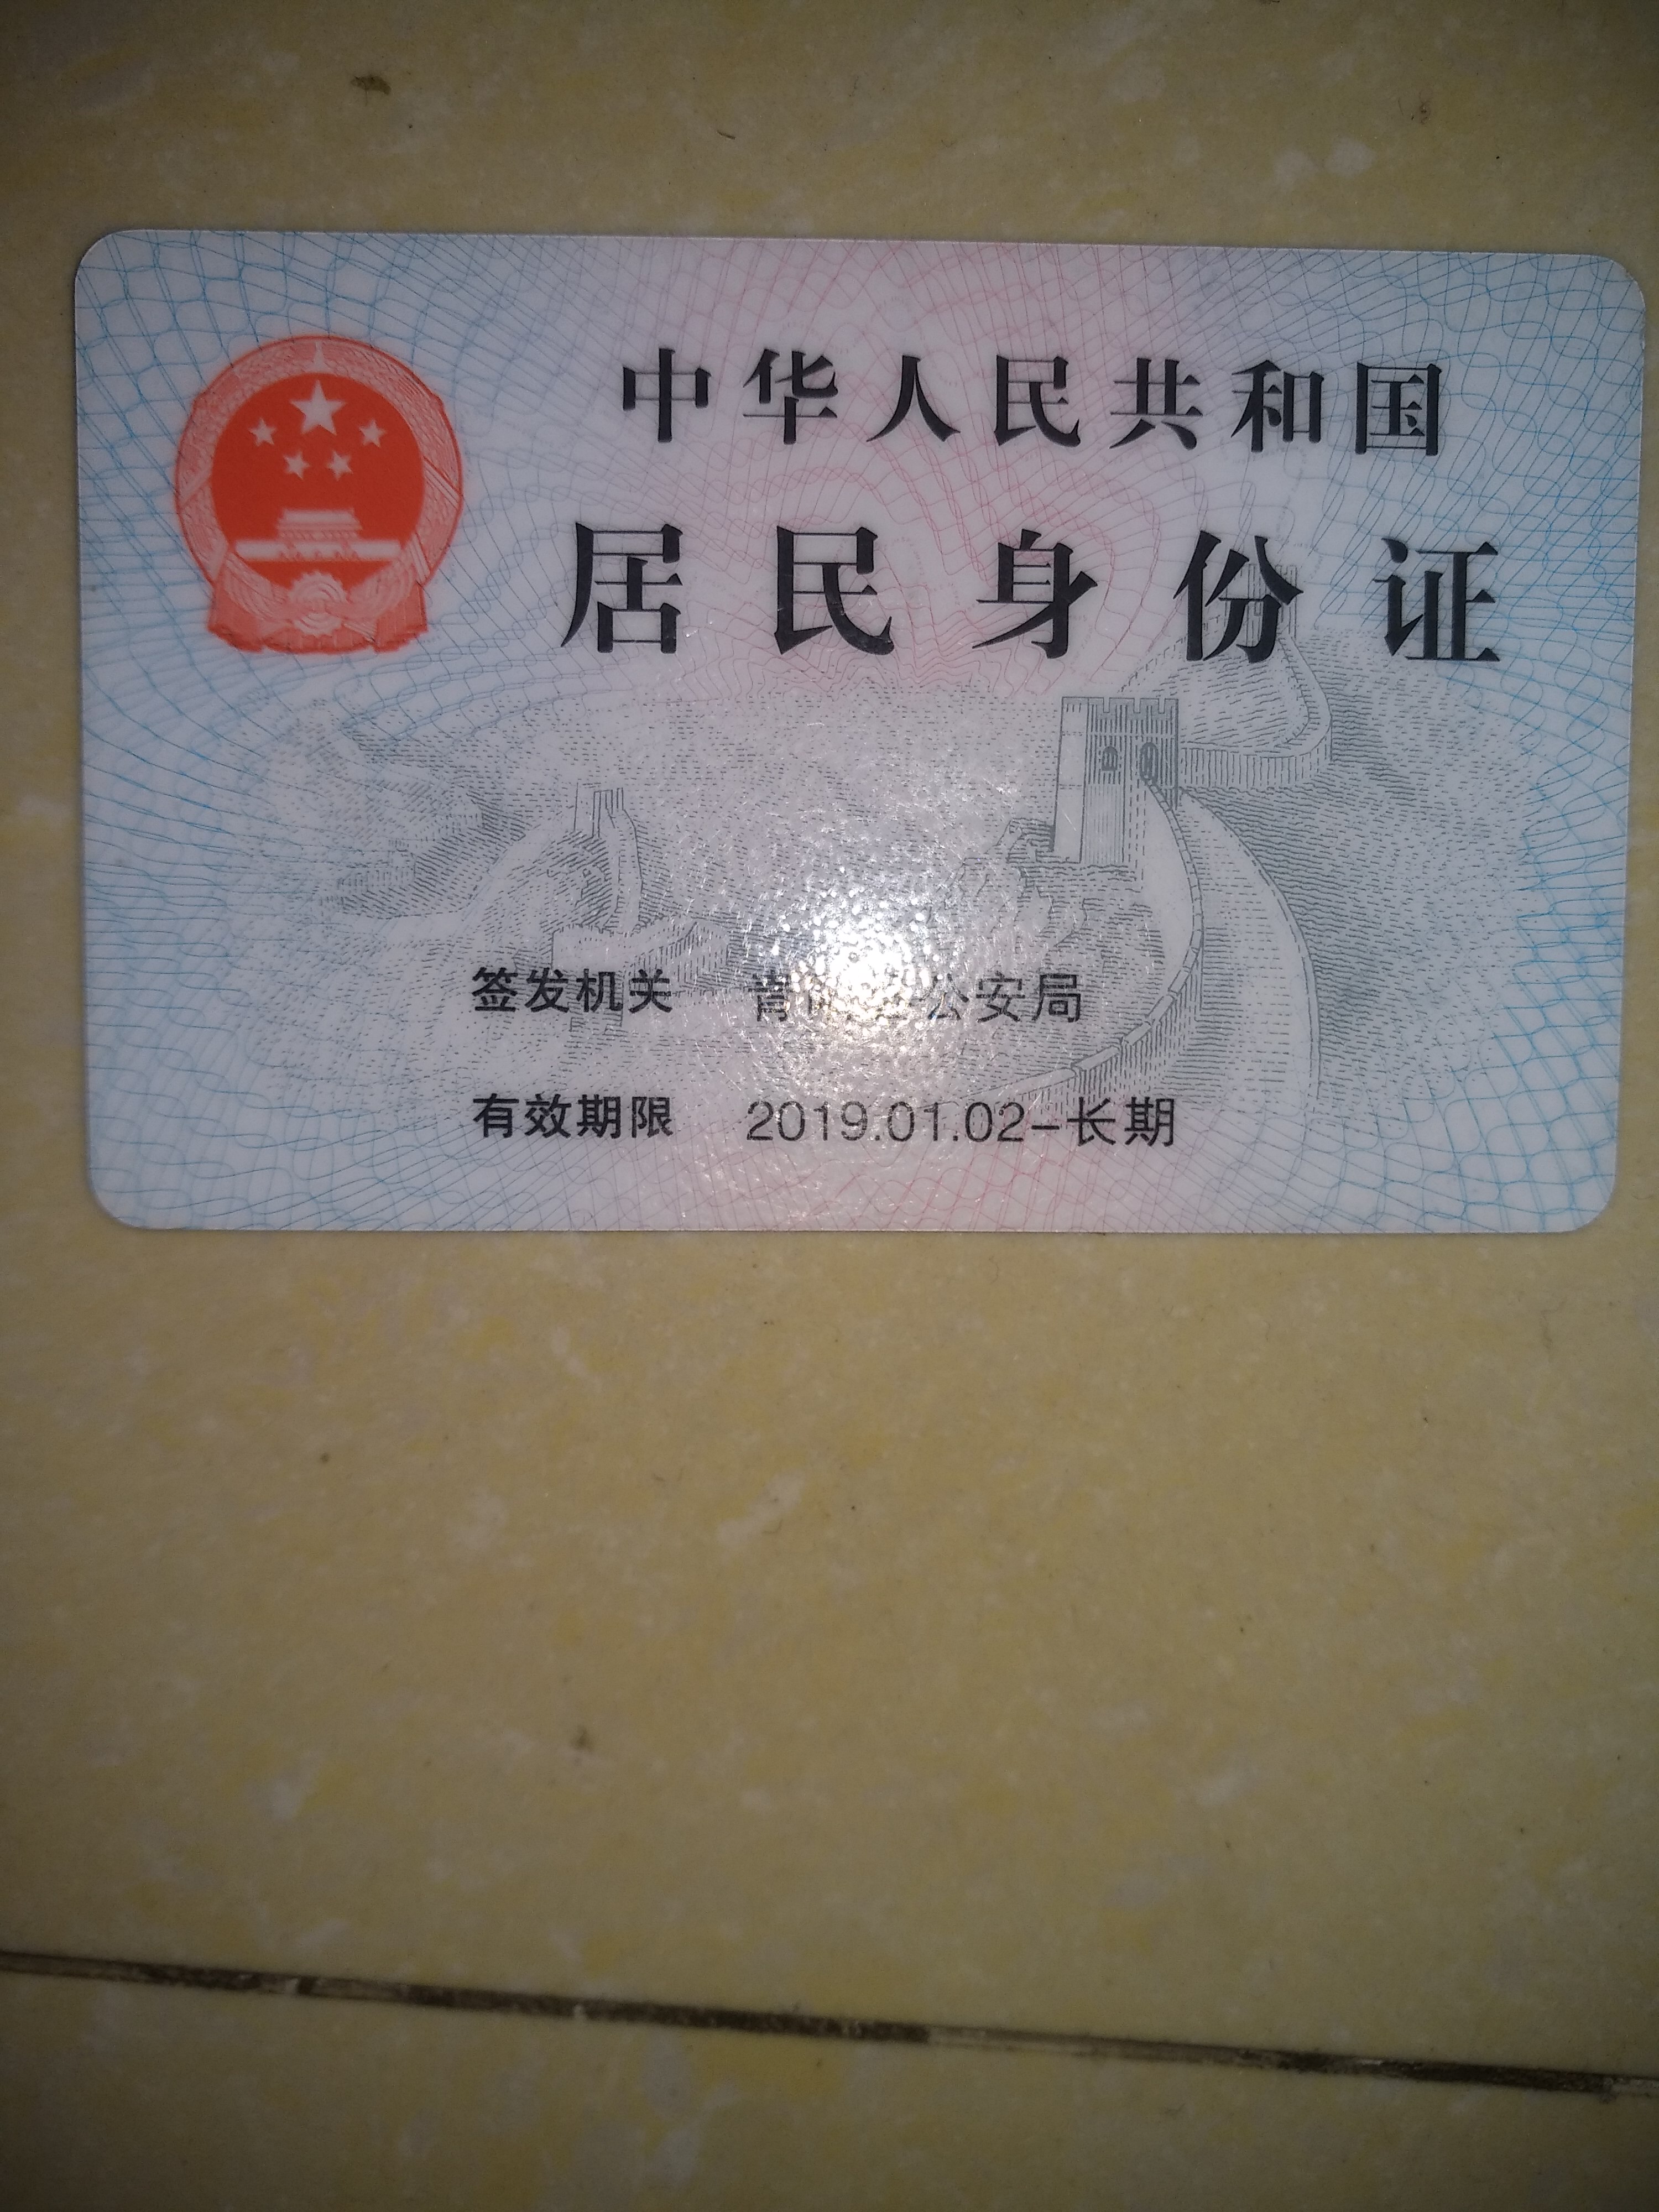 中华人民共和国
居民身份证
签发机关 公安局
有效期限 2019.01.02-长期